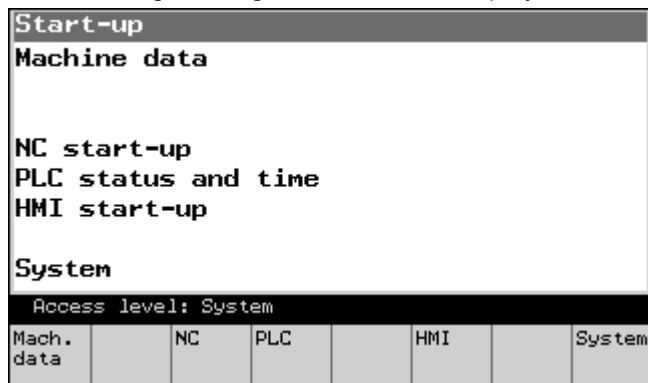 Start-up
Machine data
NC start-up
PLC status and time
HMI start-up
System
Access level: System
Mach. data
NC
PLC
HMI
System